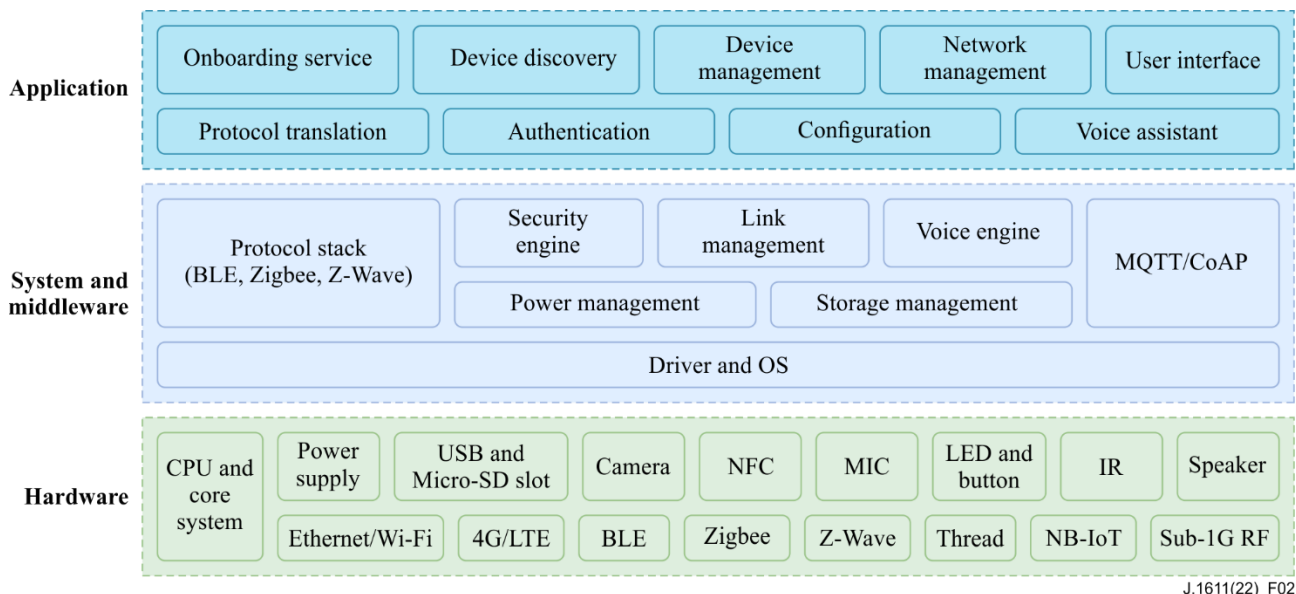 Application
Onboarding service
Device discovery
Device
management
Network
management
User interface
Protocol translation
Authentication
Configuration
Voice assistant
System and
middleware
Protocol stack
(BLE, Zigbee, Z-Wave)
Security
engine
Link
management
Voice engine
MQTT/CoAP
Power management
Storage management
Driver and OS
Hardware
CPU and
core
system
Power
supply
USB and
Micro-SD slot
Camera
NFC
MIC
LED and
button
IR
Speaker
Ethernet/Wi-Fi
4G/LTE
BLE
Zigbee
Z-Wave
Thread
NB-IoT
Sub-1G RF
J.1611(22)_F02